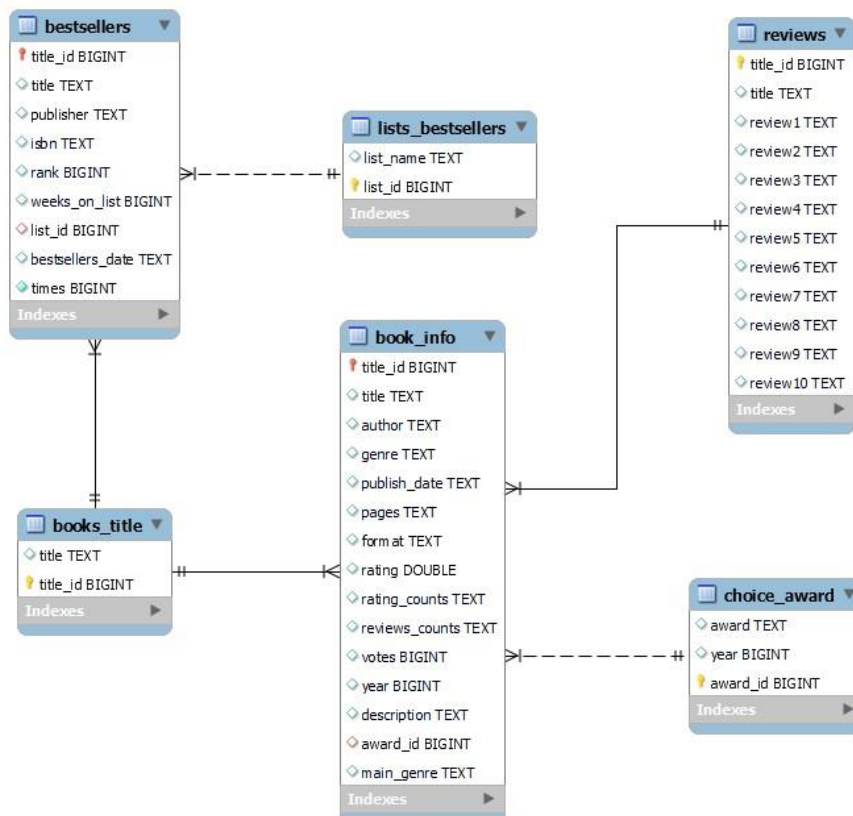 bestsellers
title_id BIGINT
title TEXT
publisher TEXT
isbn TEXT
rank BIGINT
weeks_on_list BIGINT
list_id BIGINT
bestsellers_date TEXT
times BIGINT
Indexes
lists_bestsellers
list_name TEXT
list_id BIGINT
Indexes
reviews
title_id BIGINT
title TEXT
review1 TEXT
review2 TEXT
review3 TEXT
review4 TEXT
review5 TEXT
review6 TEXT
review7 TEXT
review8 TEXT
review9 TEXT
review10 TEXT
Indexes
book_info
title_id BIGINT
title TEXT
author TEXT
genre TEXT
publish_date TEXT
pages TEXT
format TEXT
rating DOUBLE
rating_counts TEXT
reviews_counts TEXT
votes BIGINT
year BIGINT
description TEXT
award_id BIGINT
main_genre TEXT
Indexes
books_title
title TEXT
title_id BIGINT
Indexes
choice_award
award TEXT
year BIGINT
award_id BIGINT
Indexes